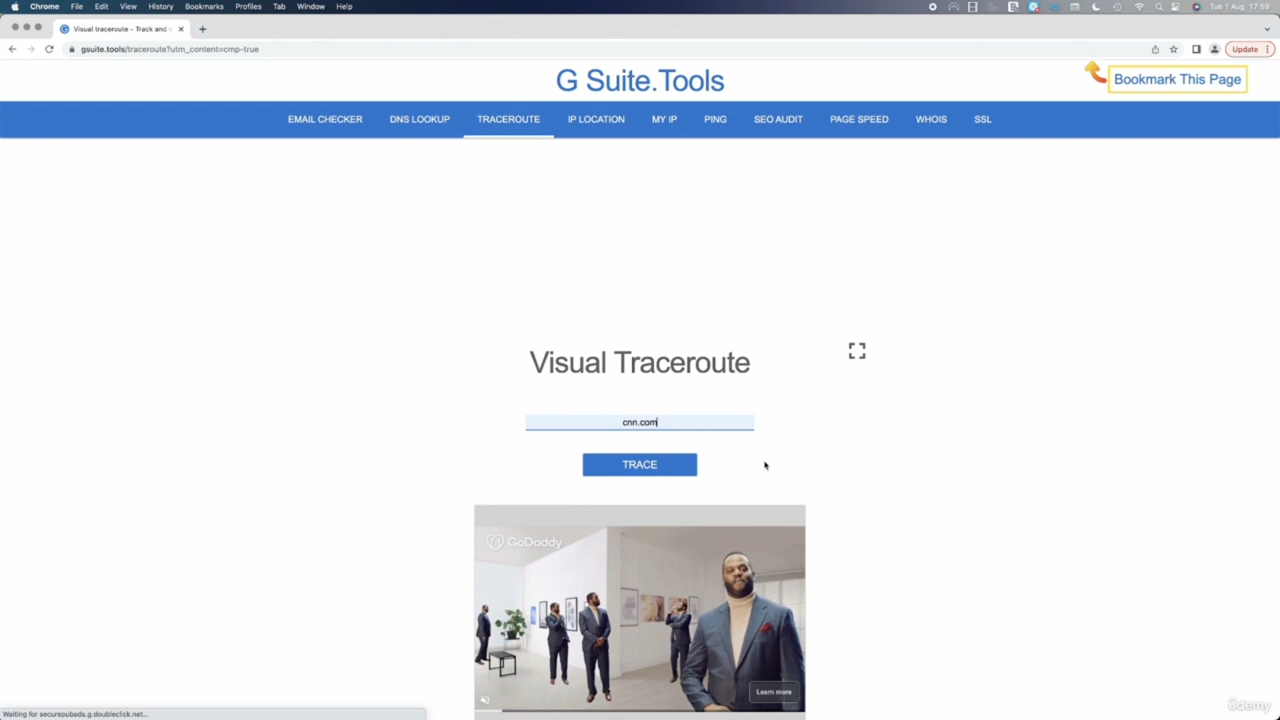 Chrome File Edit View History Bookmarks Profiles Tab Window Help
Tue 1 Aug 17:59
Visual traceroute - Track and
gsuite.tools/traceroute?utm_content=cmp-true
Update
G Suite.Tools
Bookmark This Page
EMAIL CHECKER DNS LOOKUP TRACEROUTE IP LOCATION MY IP PING SEO AUDIT PAGE SPEED WHOIS SSL
Visual Traceroute
cnn.com
TRACE
GoDaddy
Learn more
Waiting for securepubads.g.doubleclick.net...
ûdemy